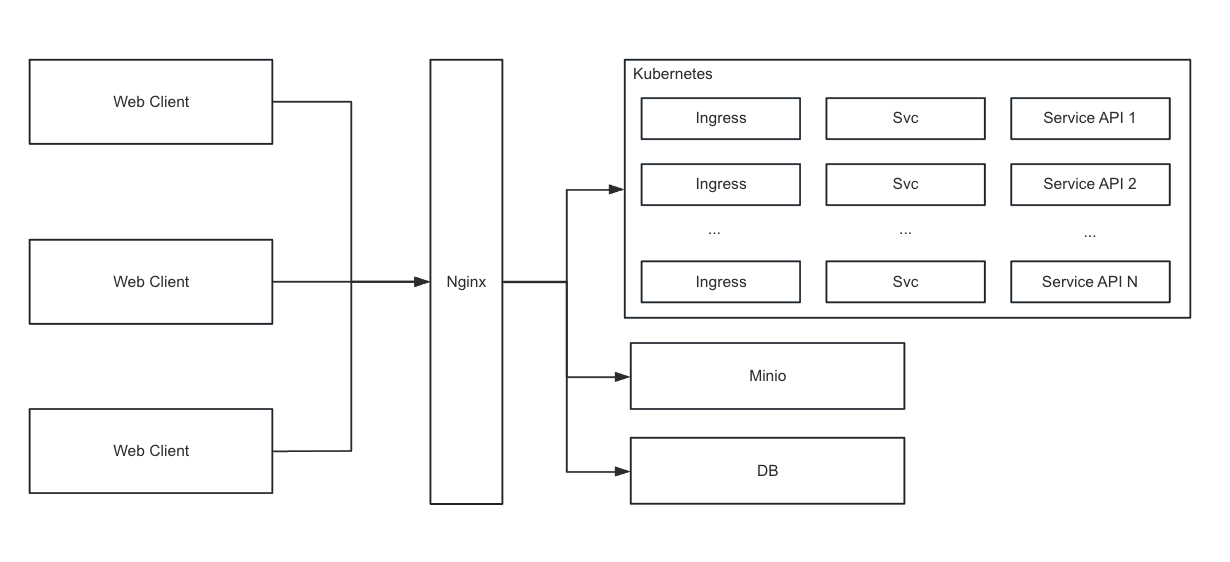 Web Client
Web Client
Web Client
Nginx
Kubernetes
Ingress
Svc
Service API 1
Ingress
Svc
Service API 2
...
...
...
Ingress
Svc
Service API N
Minio
DB